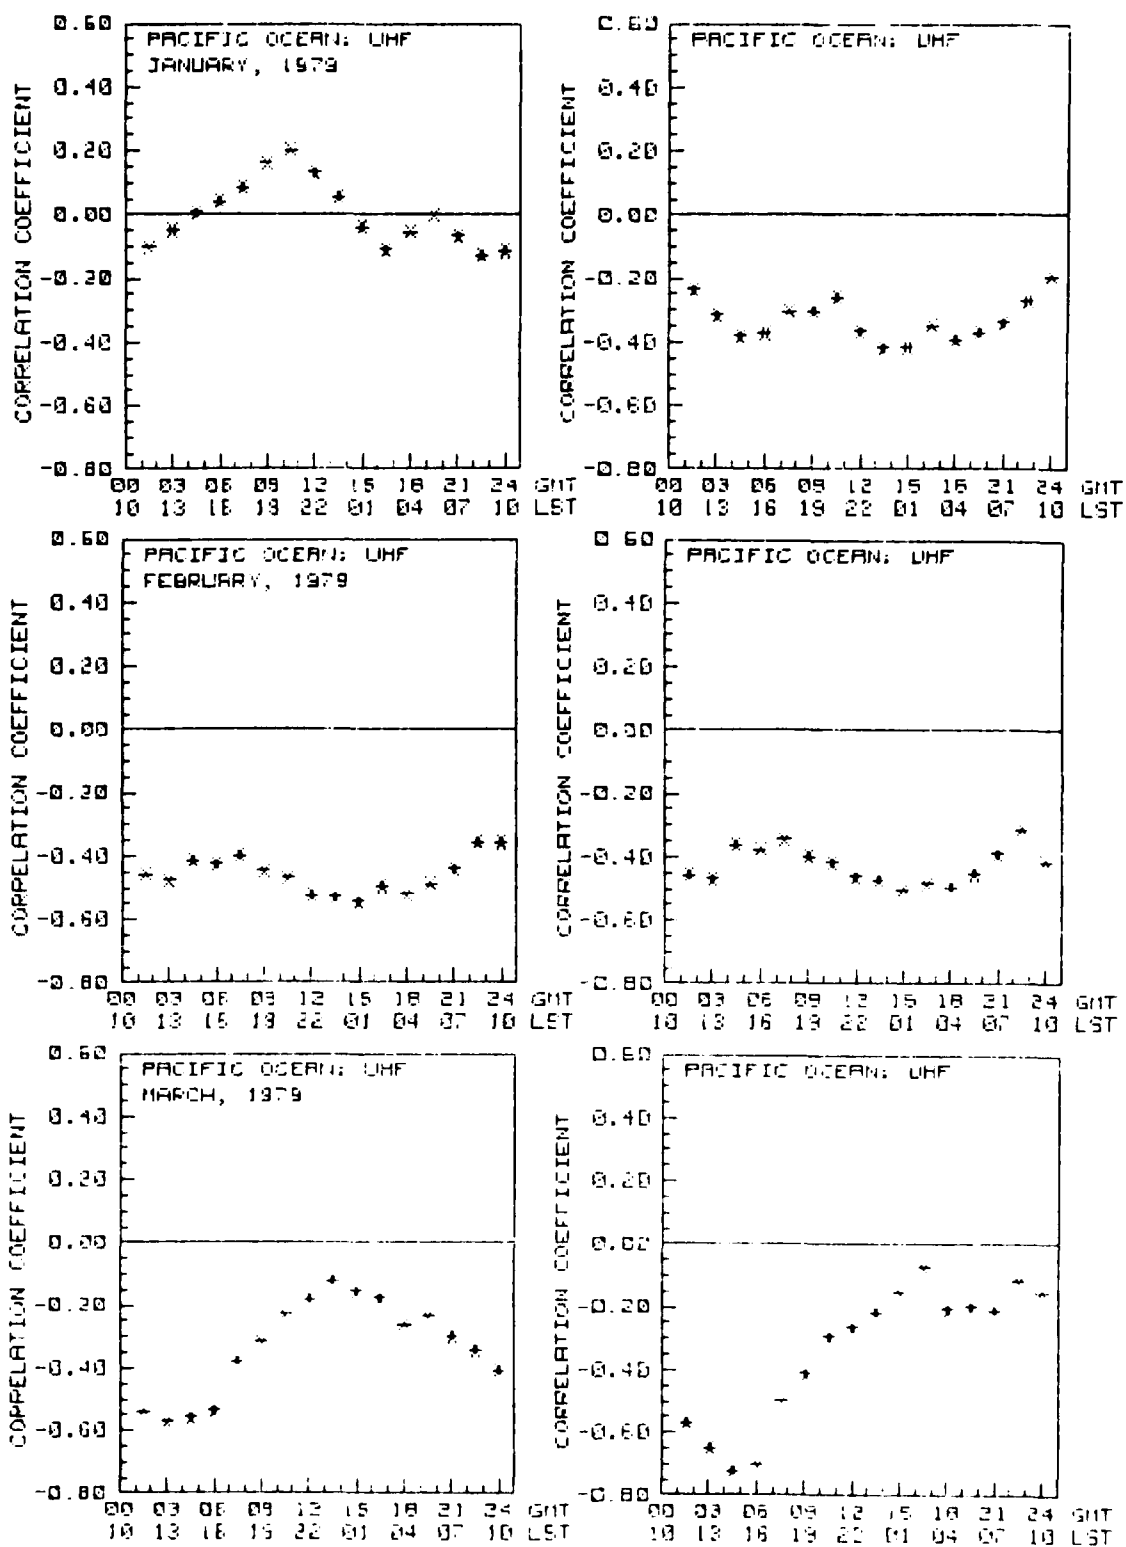 PACIFIC OCEAN: UHF
JANUARY, 1979
CORRELATION COEFFICIENT
0.60
0.40
0.20
0.00
-0.20
-0.40
-0.60
-0.80
00 03 06 09 12 15 18 21 24 GMT
10 13 16 19 22 01 04 07 10 LST
PACIFIC OCEAN: UHF
CORRELATION COEFFICIENT
0.60
0.40
0.20
0.00
-0.20
-0.40
-0.60
-0.80
00 03 06 09 12 15 18 21 24 GMT
10 13 16 19 22 01 04 07 10 LST
PACIFIC OCEAN: UHF
FEBRUARY, 1979
CORRELATION COEFFICIENT
0.60
0.40
0.20
0.00
-0.20
-0.40
-0.60
-0.80
00 03 06 09 12 15 18 21 24 GMT
10 13 16 19 22 01 04 07 10 LST
PACIFIC OCEAN: UHF
CORRELATION COEFFICIENT
0.60
0.40
0.20
0.00
-0.20
-0.40
-0.60
-0.80
00 03 06 09 12 15 18 21 24 GMT
10 13 16 19 22 01 04 07 10 LST
PACIFIC OCEAN: UHF
MARCH, 1979
CORRELATION COEFFICIENT
0.60
0.40
0.20
0.00
-0.20
-0.40
-0.60
-0.80
00 03 06 09 12 15 18 21 24 GMT
10 13 16 19 22 01 04 07 10 LST
PACIFIC OCEAN: UHF
CORRELATION COEFFICIENT
0.60
0.40
0.20
0.00
-0.20
-0.40
-0.60
-0.80
00 03 06 09 12 15 18 21 24 GMT
10 13 16 19 22 01 04 07 10 LST